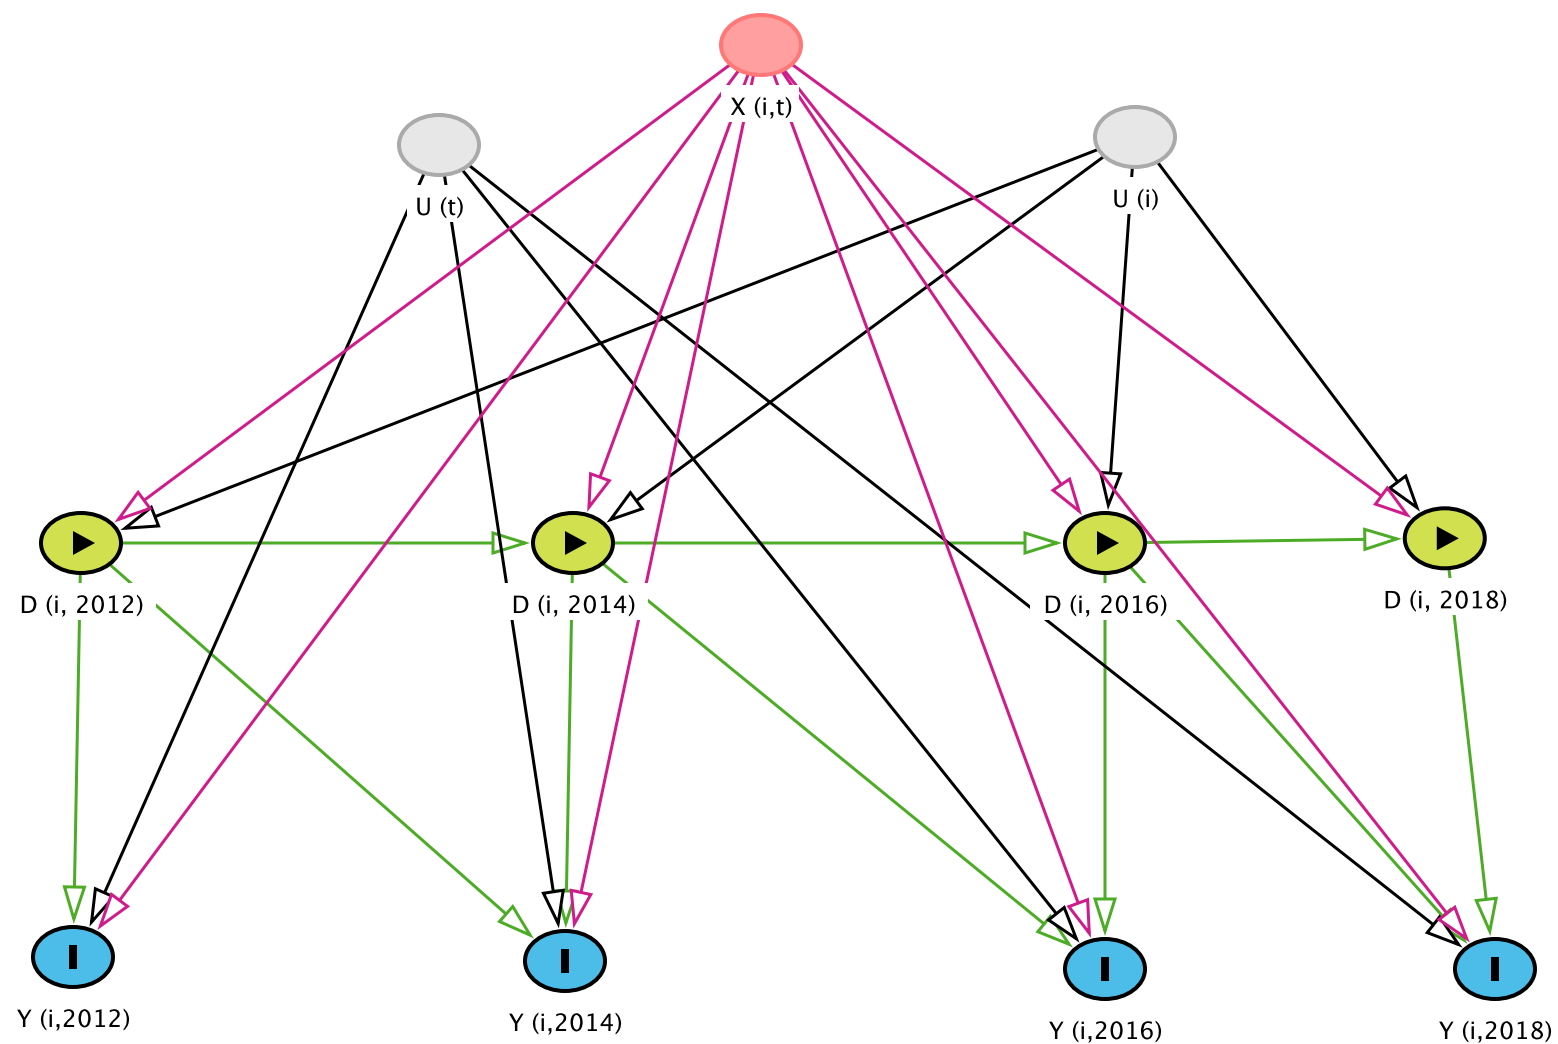 X (i,t)
U (t)
U (i)
D (i, 2012)
D (i, 2014)
D (i, 2016)
D (i, 2018)
Y (i,2012)
Y (i,2014)
Y (i,2016)
Y (i,2018)